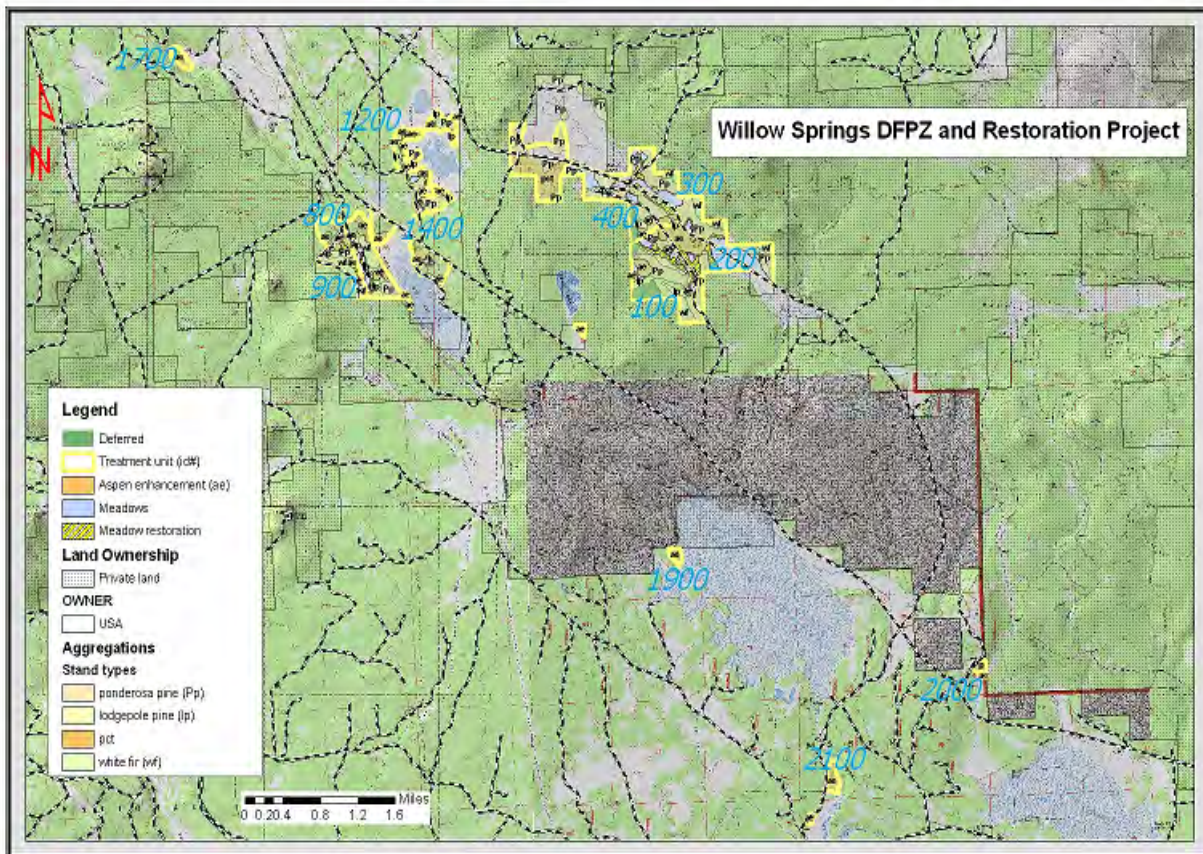 1700
N
1200
Willow Springs DFPZ and Restoration Project
300
800
400
1400
200
900
100
Legend
Deferred
Treatment unit (id#)
Aspen enhancement (ae)
Meadows
Meadow restoration
Land Ownership
Private land
OWNER
USA
Aggregations
Stand types
ponderosa pine (Pp)
lodgepole pine (lp)
pct
white fir (wf)
ae
1900
2000
2100
Miles
0 0.20.4 0.8 1.2 1.6